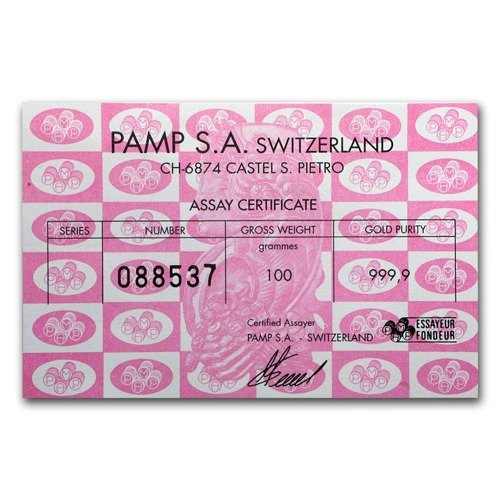 PAMP S.A. SWITZERLAND
CH-6874 CASTEL S. PIETRO
ASSAY CERTIFICATE
SERIES NUMBER GROSS WEIGHT GOLD PURITY
grammes
088537 100 999,9
Certified Assayer
PAMP S.A. - SWITZERLAND
ESSAYEUR
FONDEUR